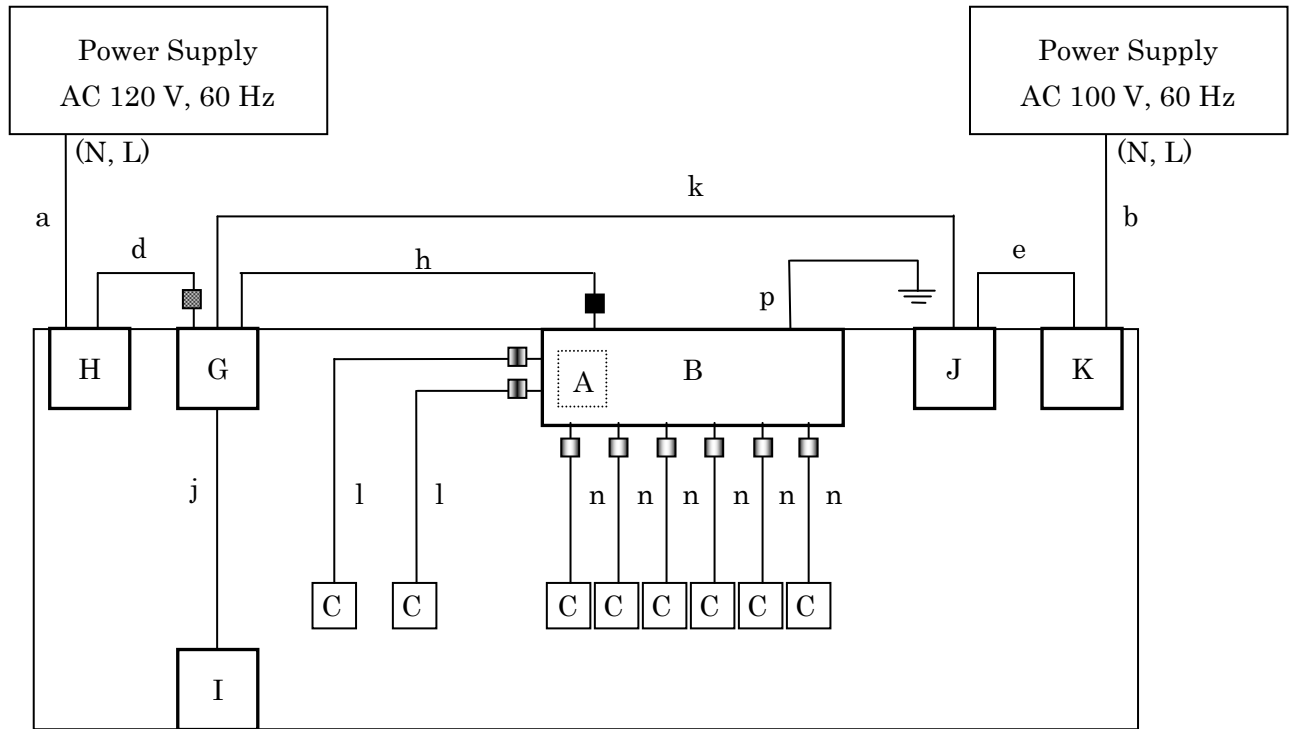 Power Supply
AC 120 V, 60 Hz
Power Supply
AC 100 V, 60 Hz
(N, L)
(N, L)
k
a
b
d
h
e
p
H
G
A
B
J
K
j
l
l
n
n
n
n
n
n
C
C
C
C
C
C
C
C
I